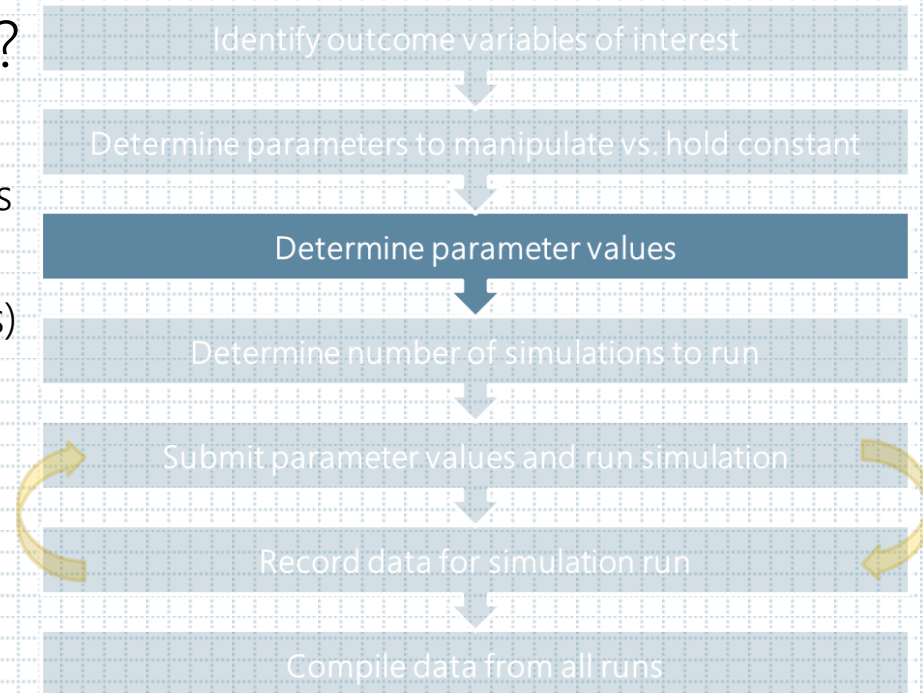 ?
Identify outcome variables of interest
Determine parameters to manipulate vs. hold constant
s
Determine parameter values
s)
Determine number of simulations to run
Submit parameter values and run simulation
Record data for simulation run
Compile data from all runs